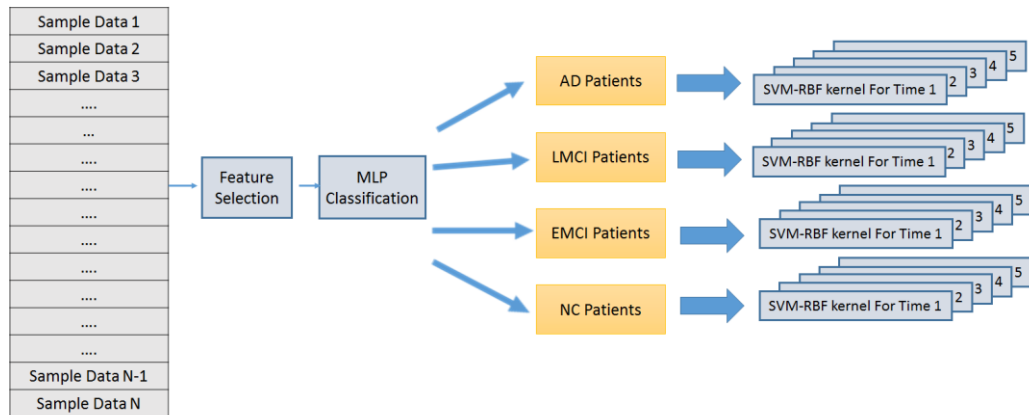 Sample Data 1
Sample Data 2
Sample Data 3
....
...
....
....
....
....
....
....
....
....
Sample Data N-1
Sample Data N
Feature
Selection
MLP
Classification
AD Patients
SVM-RBF kernel For Time 1
2
3
4
5
LMCI Patients
SVM-RBF kernel For Time 1
2
3
4
5
EMCI Patients
SVM-RBF kernel For Time 1
2
3
4
5
NC Patients
SVM-RBF kernel For Time 1
2
3
4
5